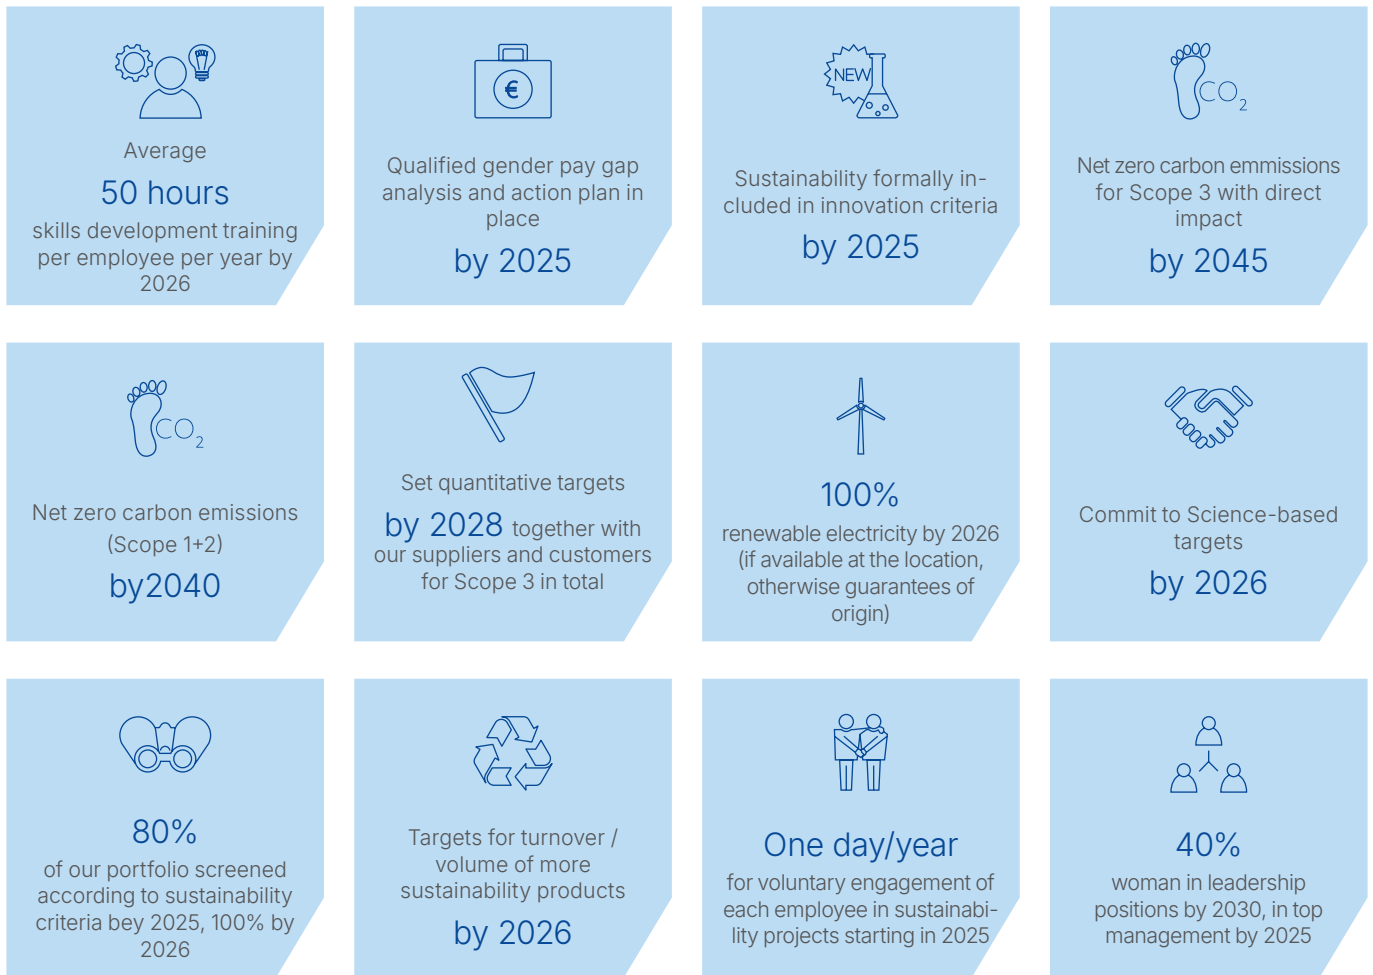 Average
50 hours
skills development training
per employee per year by
2026
€
Qualified gender pay gap
analysis and action plan in
place
by 2025
NEW
Sustainability formally in-
cluded in innovation criteria
by 2025
CO2
Net zero carbon emmissions
for Scope 3 with direct
impact
by 2045
CO2
Net zero carbon emissions
(Scope 1+2)
by2040
Set quantitative targets
by 2028 together with
our suppliers and customers
for Scope 3 in total
100%
renewable electricity by 2026
(if available at the location,
otherwise guarantees of
origin)
Commit to Science-based
targets
by 2026
80%
of our portfolio screened
according to sustainability
criteria bey 2025, 100% by
2026
Targets for turnover /
volume of more
sustainability products
by 2026
One day/year
for voluntary engagement of
each employee in sustainabi-
lity projects starting in 2025
40%
woman in leadership
positions by 2030, in top
management by 2025